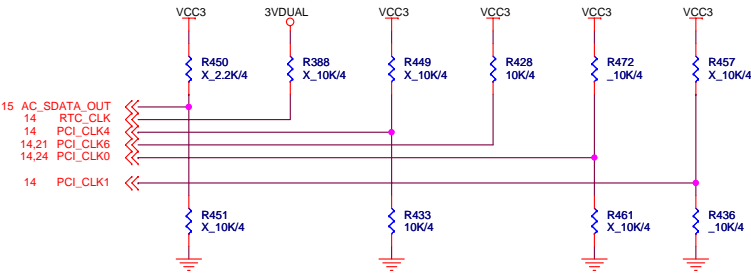 VCC3 3VDUAL VCC3 VCC3 VCC3 VCC3
R450 R388 R449 R428 R472 R457
X_2.2K/4 X_10K/4 X_10K/4 10K/4 _10K/4 X_10K/4
15 AC_SDATA_OUT
14 RTC_CLK
14 PCI_CLK4
14,21 PCI_CLK6
14,24 PCI_CLK0
14 PCI_CLK1
R451 R433 R461 R436
X_10K/4 10K/4 X_10K/4 _10K/4